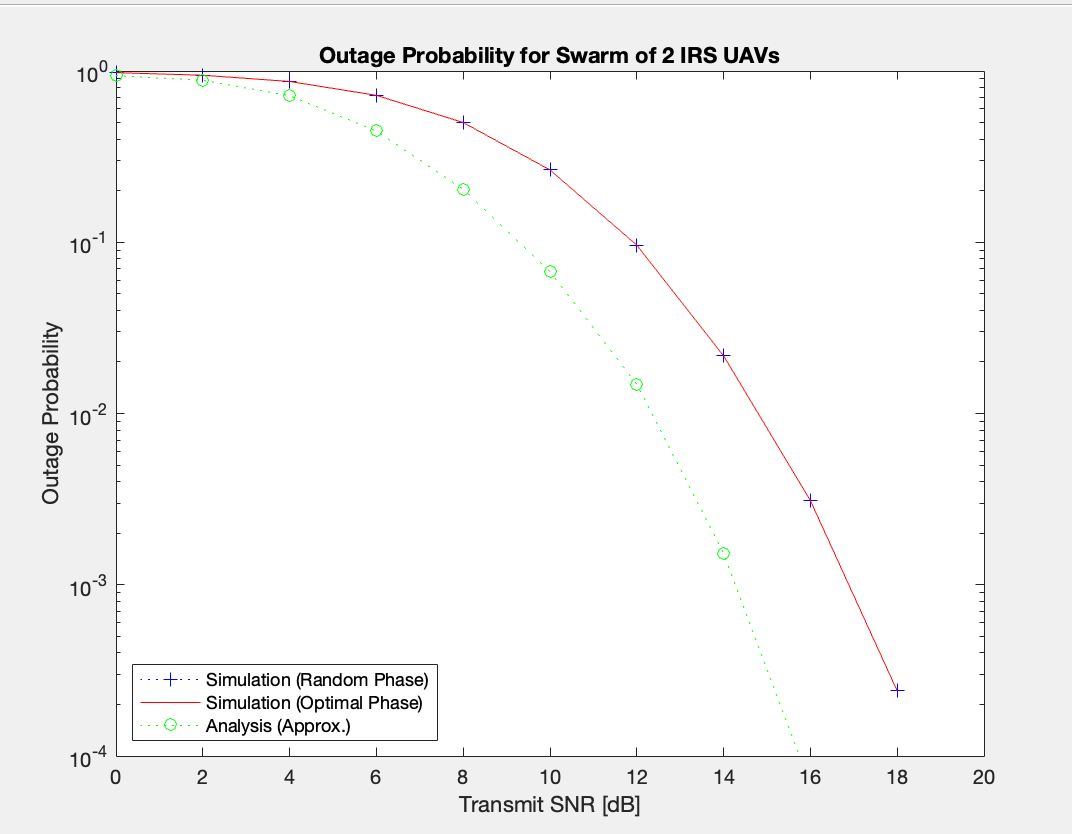 Outage Probability for Swarm of 2 IRS UAVs
10^0
10^-1
10^-2
10^-3
10^-4
Outage Probability
Simulation (Random Phase)
Simulation (Optimal Phase)
Analysis (Approx.)
0 2 4 6 8 10 12 14 16 18 20
Transmit SNR [dB]